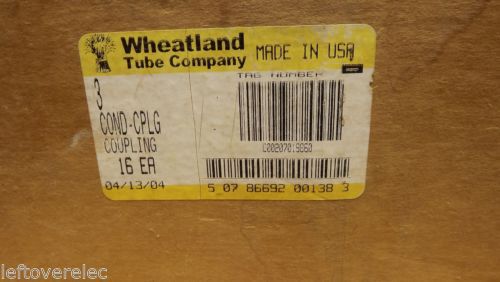 Wheatland
Tube Company
MADE IN USA
TAG NUMBER
3
COND-CPLG
COUPLING
16 EA
04/13/04
C00207019860
5 07 86692 00138 3
leftoverelec